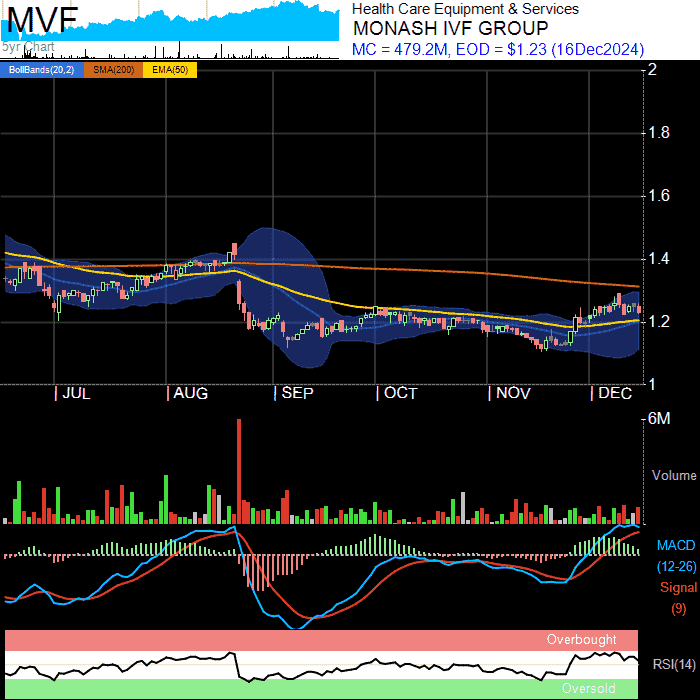 MVF
5yr Chart
Health Care Equipment & Services
MONASH IVF GROUP
MC = 479.2M, EOD = $1.23 (16Dec2024)
BollBands(20,2) SMA(200) EMA(50)
2
1.8
1.6
1.4
1.2
1
JUL AUG SEP OCT NOV DEC
6M
Volume
MACD
(12-26)
Signal
(9)
Overbought
RSI(14)
Oversold